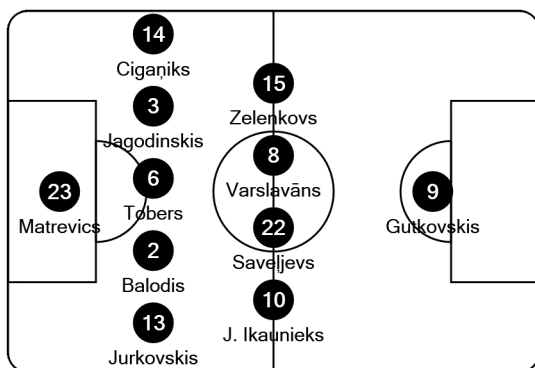 14
Cigaņiks
3
Jagodinskis
6
Tobers
2
Balodis
13
Jurkovskis
23
Matrevics
15
Zelenkovs
8
Varslavāns
22
Saveļjevs
10
J. Ikaunieks
9
Gutkovskis